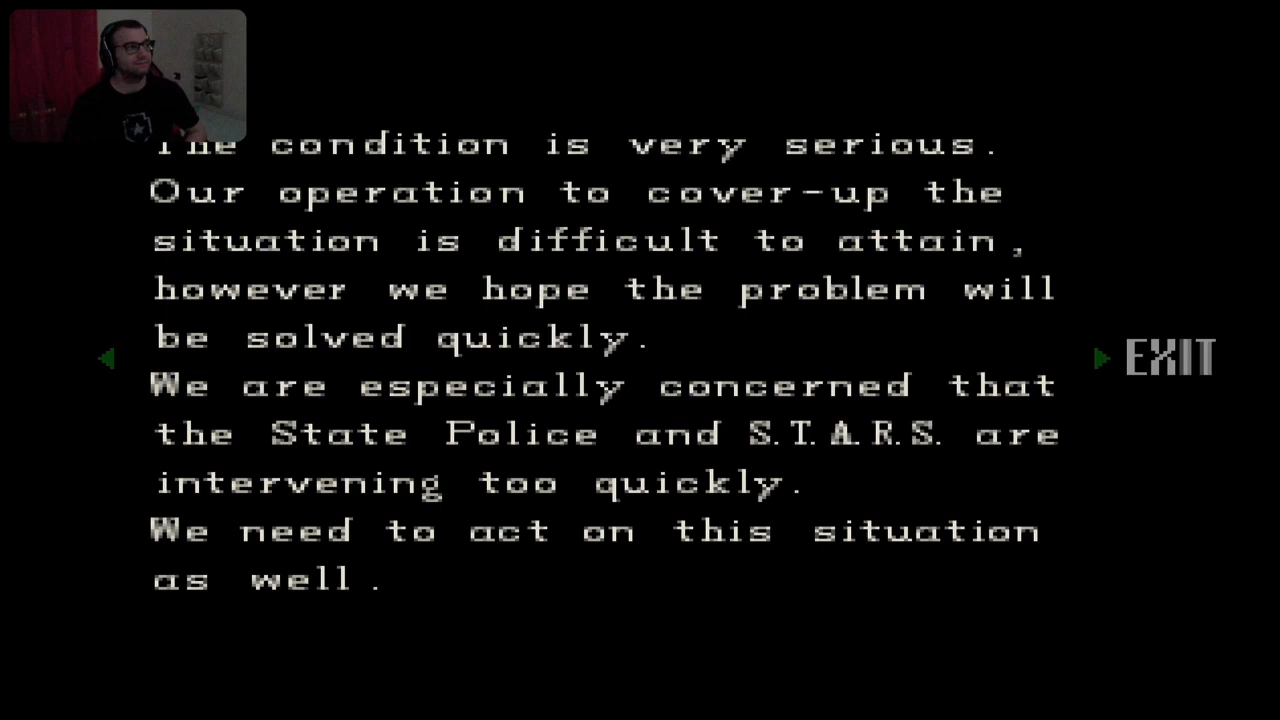 The condition is very serious.
Our operation to cover-up the
situation is difficult to attain,
however we hope the problem will
be solved quickly.
We are especially concerned that
the State Police and S.T.A.R.S. are
intervening too quickly.
We need to act on this situation
as well.
EXIT